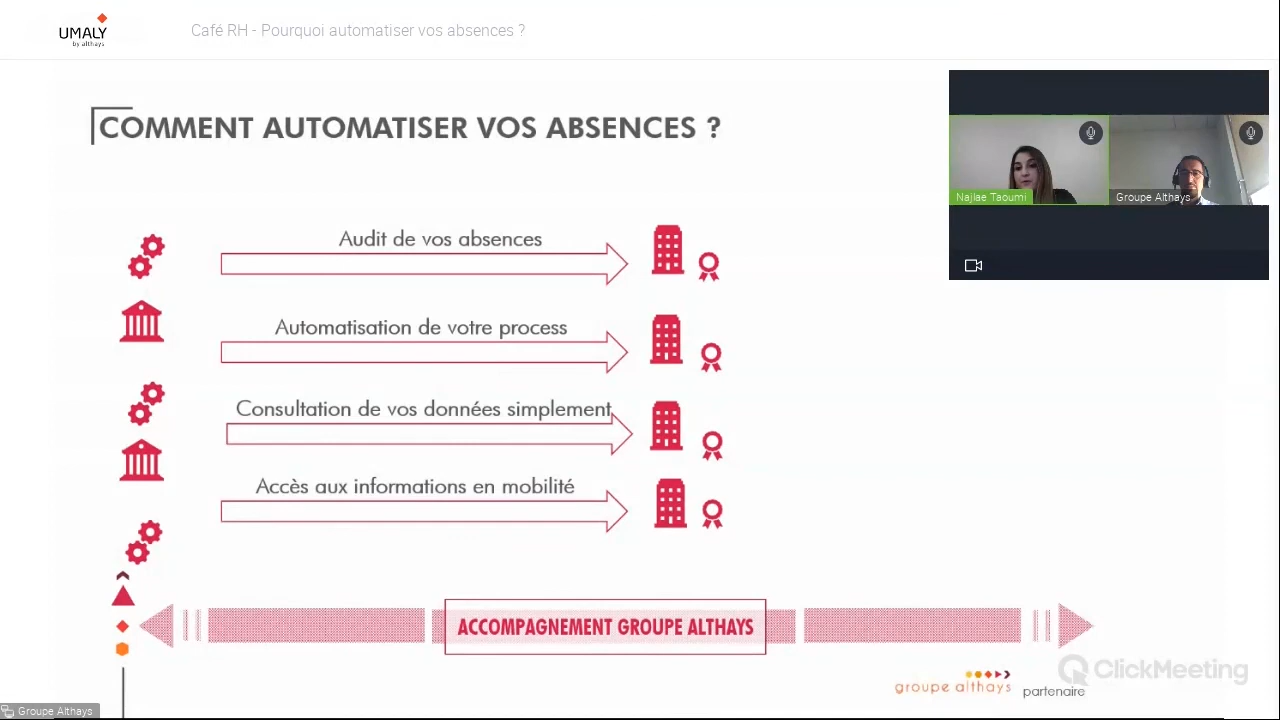 UMALY
by althays
Café RH - Pourquoi automatiser vos absences ?
COMMENT AUTOMATISER VOS ABSENCES ?
Najlae Taoumi
Groupe Althays
Audit de vos absences
Automatisation de votre process
Consultation de vos données simplement
Accès aux informations en mobilité
ACCOMPAGNEMENT GROUPE ALTHAYS
ClickMeeting
groupe althays partenaire
Groupe Althays